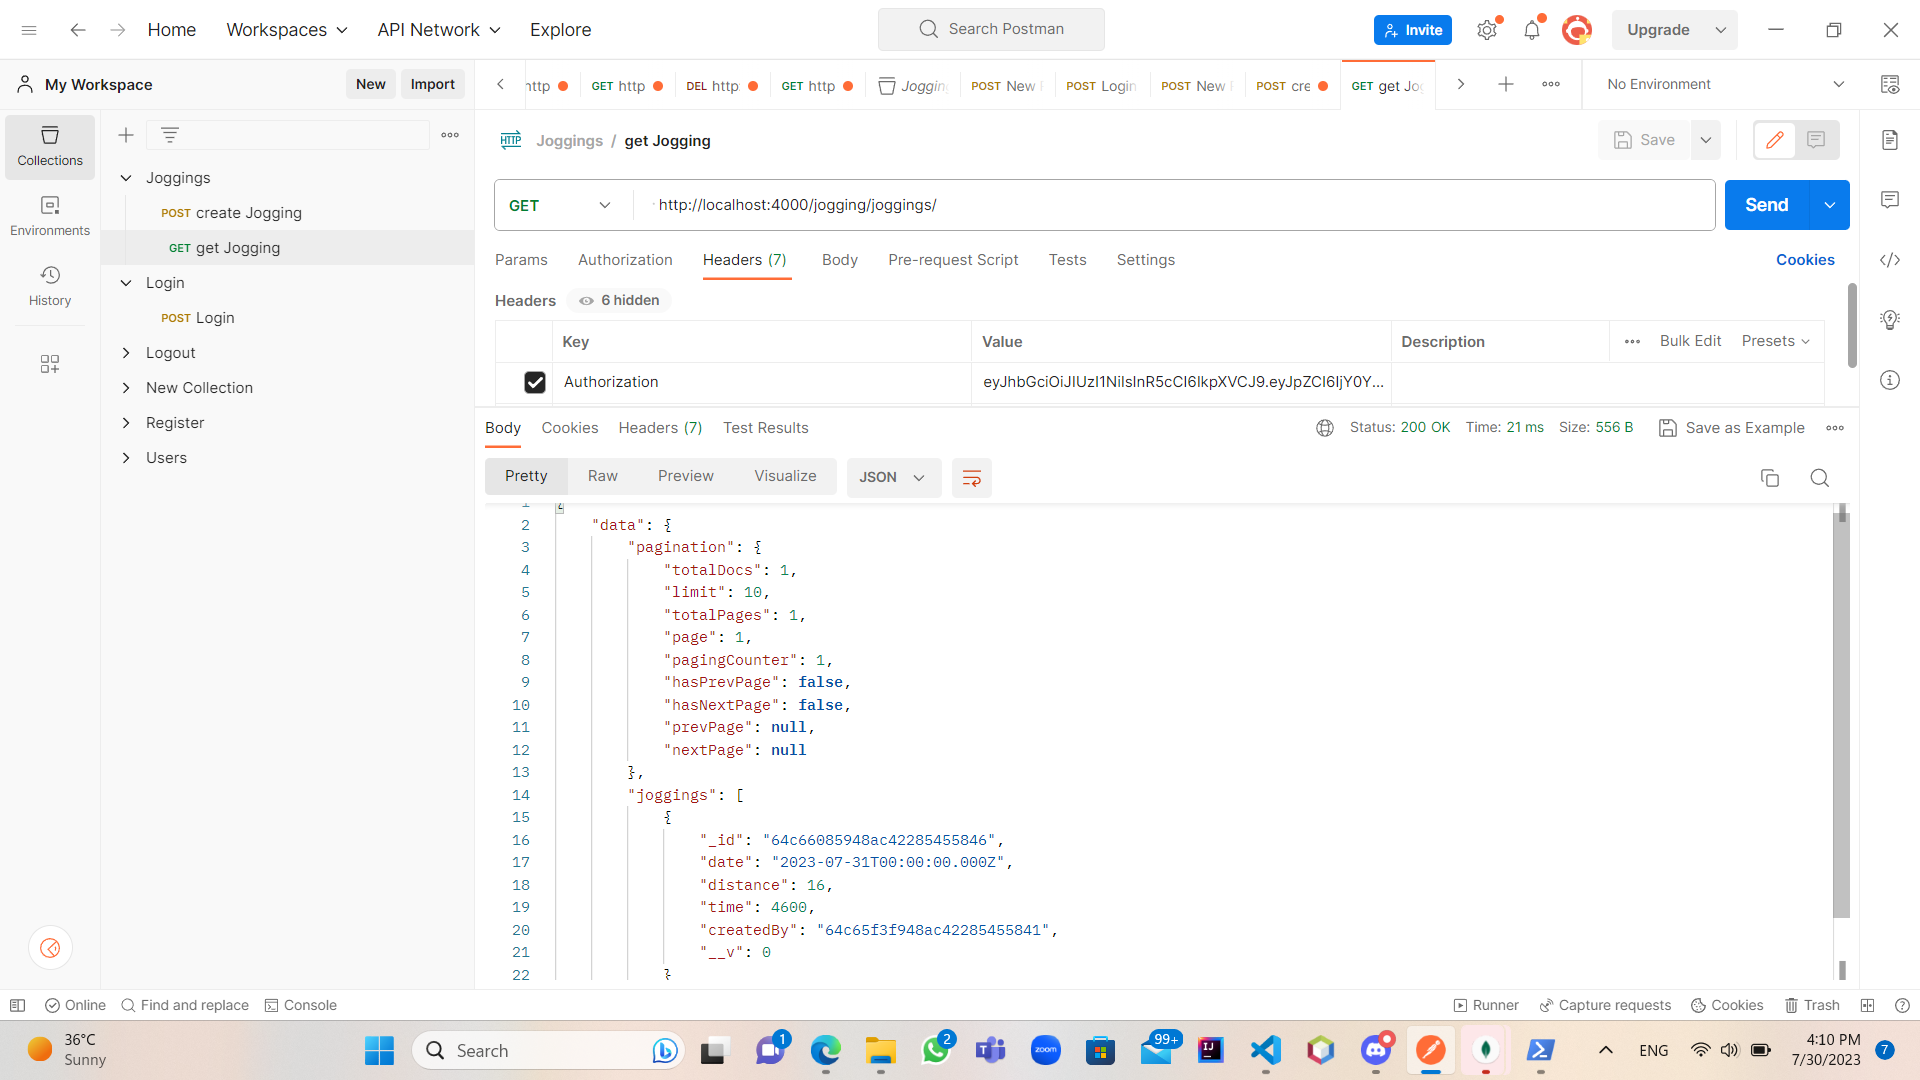 Home Workspaces API Network Explore Search Postman Invite Upgrade
My Workspace New Import http GET http DEL http GET http Jogging POST New POST Login POST New POST cre GET get Jog No Environment
Collections
Environments
History
Joggings
POST create Jogging
GET get Jogging
Login
POST Login
Logout
New Collection
Register
Users
HTTP Joggings / get Jogging Save
GET http://localhost:4000/jogging/joggings/ Send
Params Authorization Headers (7) Body Pre-request Script Tests Settings Cookies
Headers 6 hidden
Key Value Description Bulk Edit Presets
Authorization eyJhbGciOiJIUzI1NiIsInR5cCI6IkpXVCJ9.eyJpZCI6IjY0Y...
Body Cookies Headers (7) Test Results Status: 200 OK Time: 21 ms Size: 556 B Save as Example
Pretty Raw Preview Visualize JSON
1 {
2 "data": {
3 "pagination": {
4 "totalDocs": 1,
5 "limit": 10,
6 "totalPages": 1,
7 "page": 1,
8 "pagingCounter": 1,
9 "hasPrevPage": false,
10 "hasNextPage": false,
11 "prevPage": null,
12 "nextPage": null
13 },
14 "joggings": [
15 {
16 "_id": "64c66085948ac42285455846",
17 "date": "2023-07-31T00:00:00.000Z",
18 "distance": 16,
19 "time": 4600,
20 "createdBy": "64c65f3f948ac42285455841",
21 "__v": 0
22 }
Online Find and replace Console Runner Capture requests Cookies Trash
36°C
Sunny
Search 1 2 zoom 99+ IJ ENG
4:10 PM
7/30/2023 7